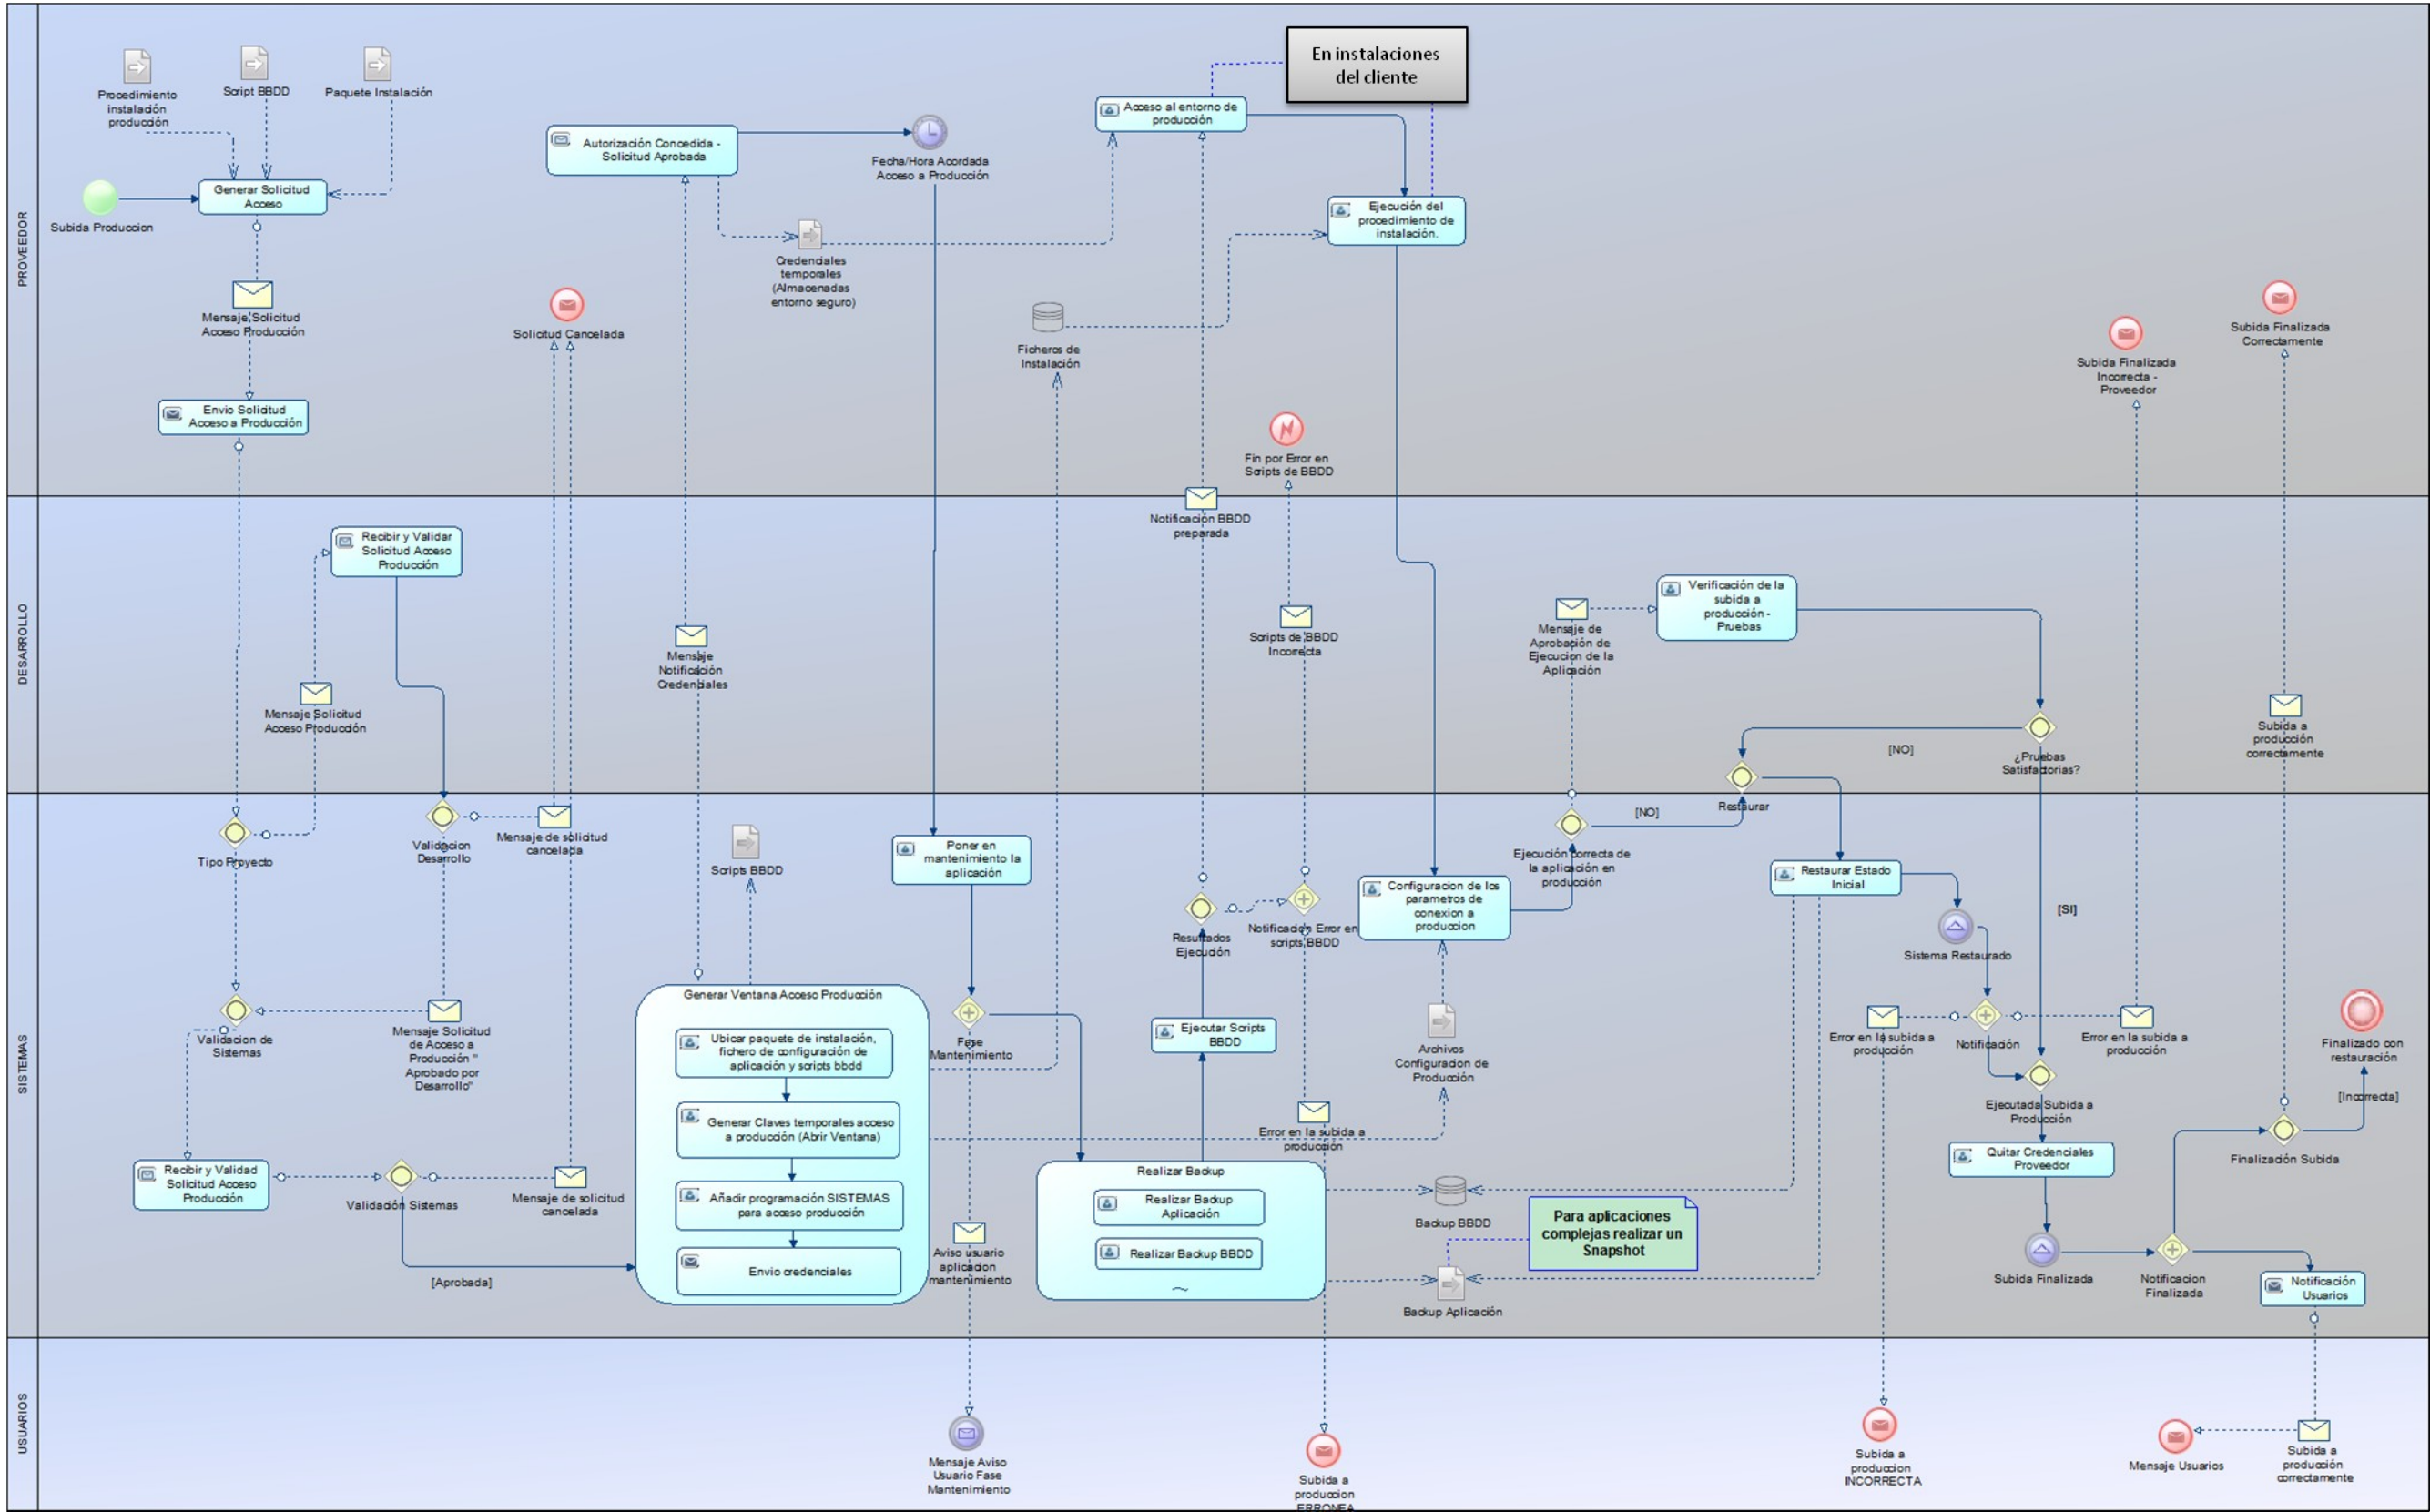 PROVEEDOR
Procedimiento
instalación
producción
Script BBDD
Paquete Instalación
Subida Produccion
Generar Solicitud
Acceso
Mensaje Solicitud
Acceso Producción
Envio Solicitud
Acceso a Producción
Solicitud Cancelada
Autorización Concedida -
Solicitud Aprobada
Fecha/Hora Acordada
Acceso a Producción
Credenciales
temporales
(Almacenadas
entorno seguro)
Acceso al entorno de
producción
En instalaciones
del cliente
Ejecución del
procedimiento de
instalación.
Ficheros de
Instalación
Fin por Error en
Scripts de BBDD
Subida Finalizada
Incorrecta -
Proveedor
Subida Finalizada
Correctamente
DESARROLLO
Recibir y Validar
Solicitud Acceso
Producción
Mensaje Solicitud
Acceso Producción
Mensaje
Notificación
Credenciales
Notificación BBDD
preparada
Scripts de BBDD
Incorrecta
Mensaje de
Aprobación de
Ejecucion de la
Aplicación
Verificación de la
subida a
producción -
Pruebas
[NO]
¿Pruebas
Satisfactorias?
Subida a
producción
correctamente
SISTEMAS
Tipo Proyecto
Validacion
Desarrollo
Mensaje de solicitud
cancelada
Scripts BBDD
Poner en
mantenimiento la
aplicación
Resultados
Ejecución
Notificacion Error en
scripts BBDD
Configuracion de los
parametros de
conexion a
produccion
Ejecución correcta de
la aplicación en
producción
[NO]
Restaurar
Restaurar Estado
Inicial
[SI]
Sistema Restaurado
Validacion de
Sistemas
Mensaje Solicitud
de Acceso a
Producción "
Aprobado por
Desarrollo"
Generar Ventana Acceso Producción
Ubicar paquete de instalación,
fichero de configuración de
aplicación y scripts bbdd
Generar Claves temporales acceso
a producción (Abrir Ventana)
Añadir programación SISTEMAS
para acceso producción
Envio credenciales
Fase
Mantenimiento
Ejecutar Scripts
BBDD
Archivos
Configuracion de
Producción
Error en la subida a
producción
Error en la subida a
producción
Notificación
Error en la subida a
producción
Finalizado con
restauración
[Incorrecta]
Ejecutada Subida a
Producción
Finalización Subida
Recibir y Validad
Solicitud Acceso
Producción
Validación Sistemas
Mensaje de solicitud
cancelada
[Aprobada]
Aviso usuario
aplicacion
mantenimiento
Realizar Backup
Realizar Backup
Aplicación
Realizar Backup BBDD
Backup BBDD
Para aplicaciones
complejas realizar un
Snapshot
Backup Aplicación
Quitar Credenciales
Proveedor
Subida Finalizada
Notificacion
Finalizada
Notificación
Usuarios
USUARIOS
Mensaje Aviso
Usuario Fase
Mantenimiento
Subida a
produccion
ERRONEA
Subida a
produccion
INCORRECTA
Mensaje Usuarios
Subida a
producción
correctamente